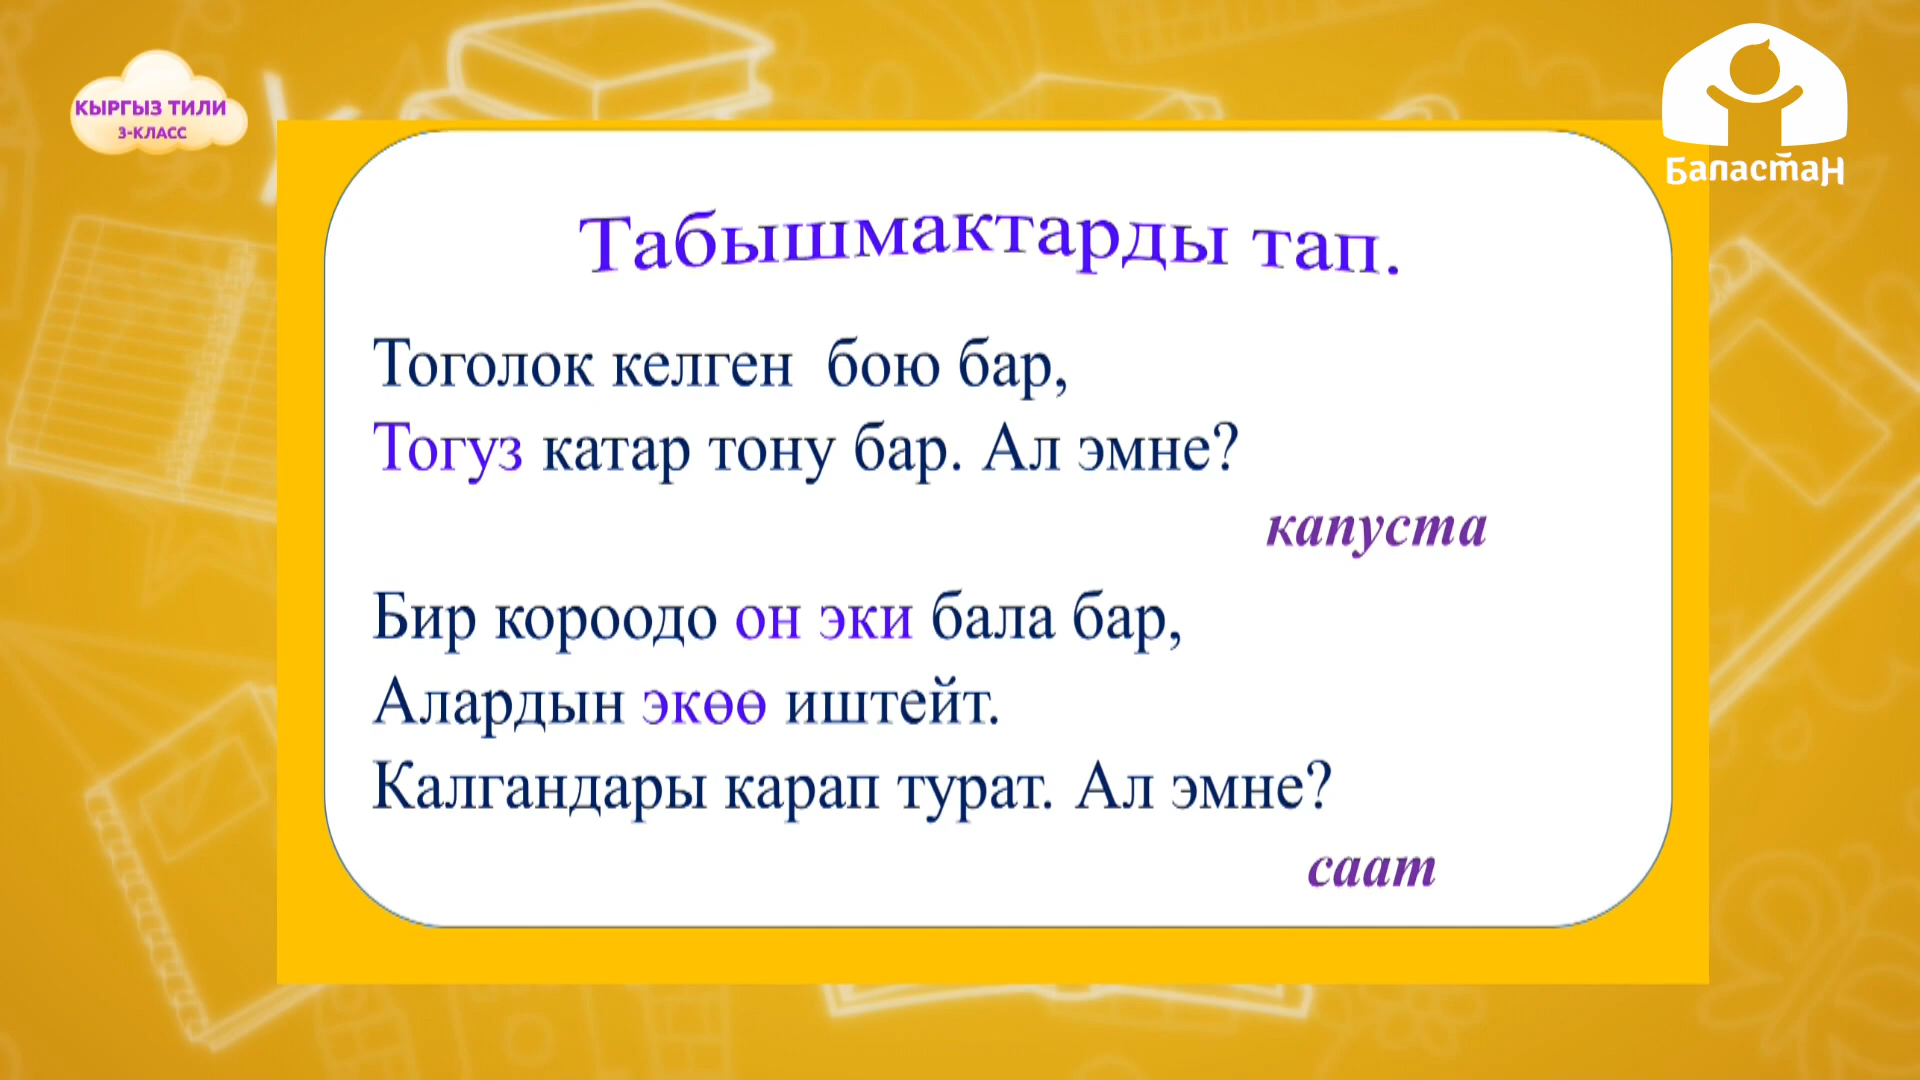 КЫРГЫЗ ТИЛИ
3-КЛАСС
Баластан
Табышмактарды тап.
Тоголок келген бою бар,
Тогуз катар тону бар. Ал эмне?
капуста
Бир короодо он эки бала бар,
Алардын экөө иштейт.
Калгандары карап турат. Ал эмне?
саат